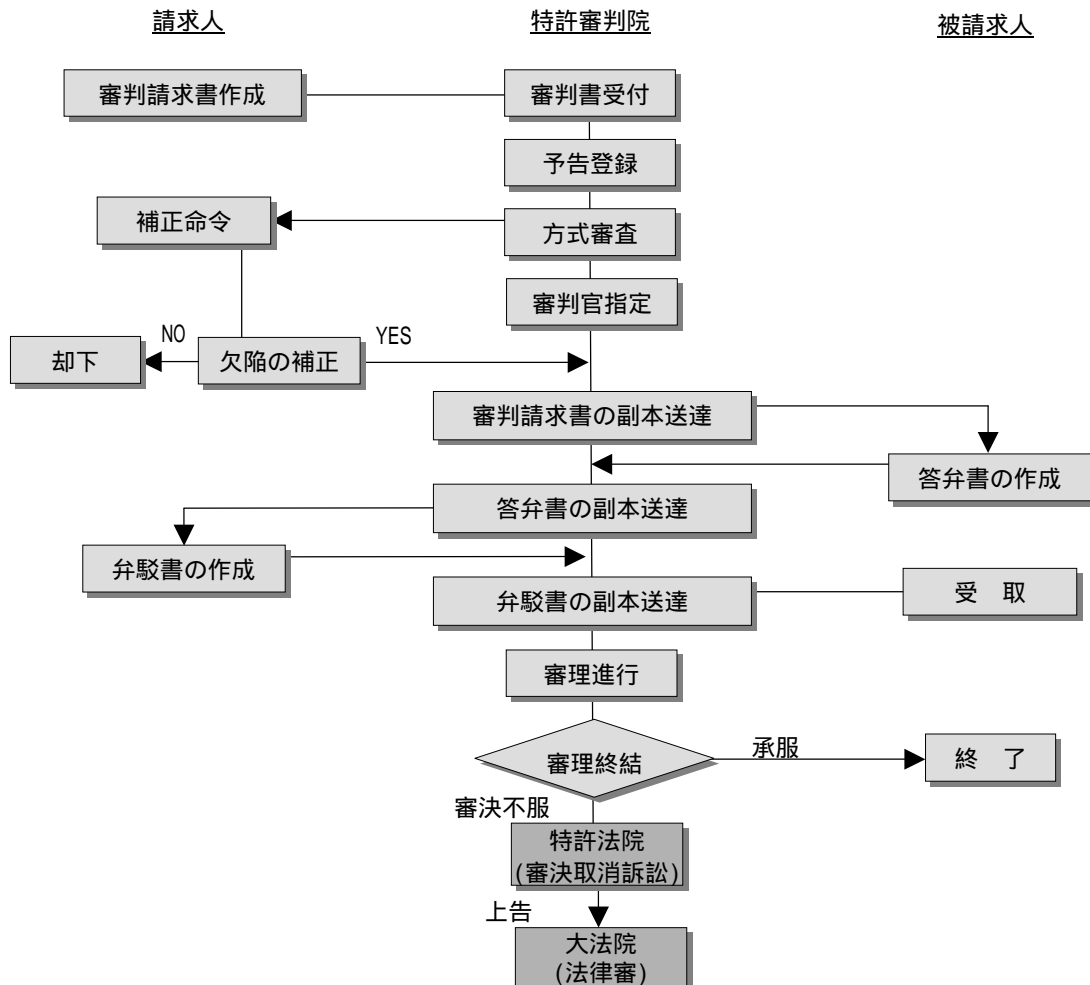 請求人
特許審判院
被請求人
審判請求書作成
審判書受付
予告登録
補正命令
方式審査
審判官指定
NO
YES
却下
欠陥の補正
審判請求書の副本送達
答弁書の作成
答弁書の副本送達
弁駁書の作成
弁駁書の副本送達
受 取
審理進行
審理終結
承服
終 了
審決不服
特許法院
(審決取消訴訟)
上告
大法院
(法律審)